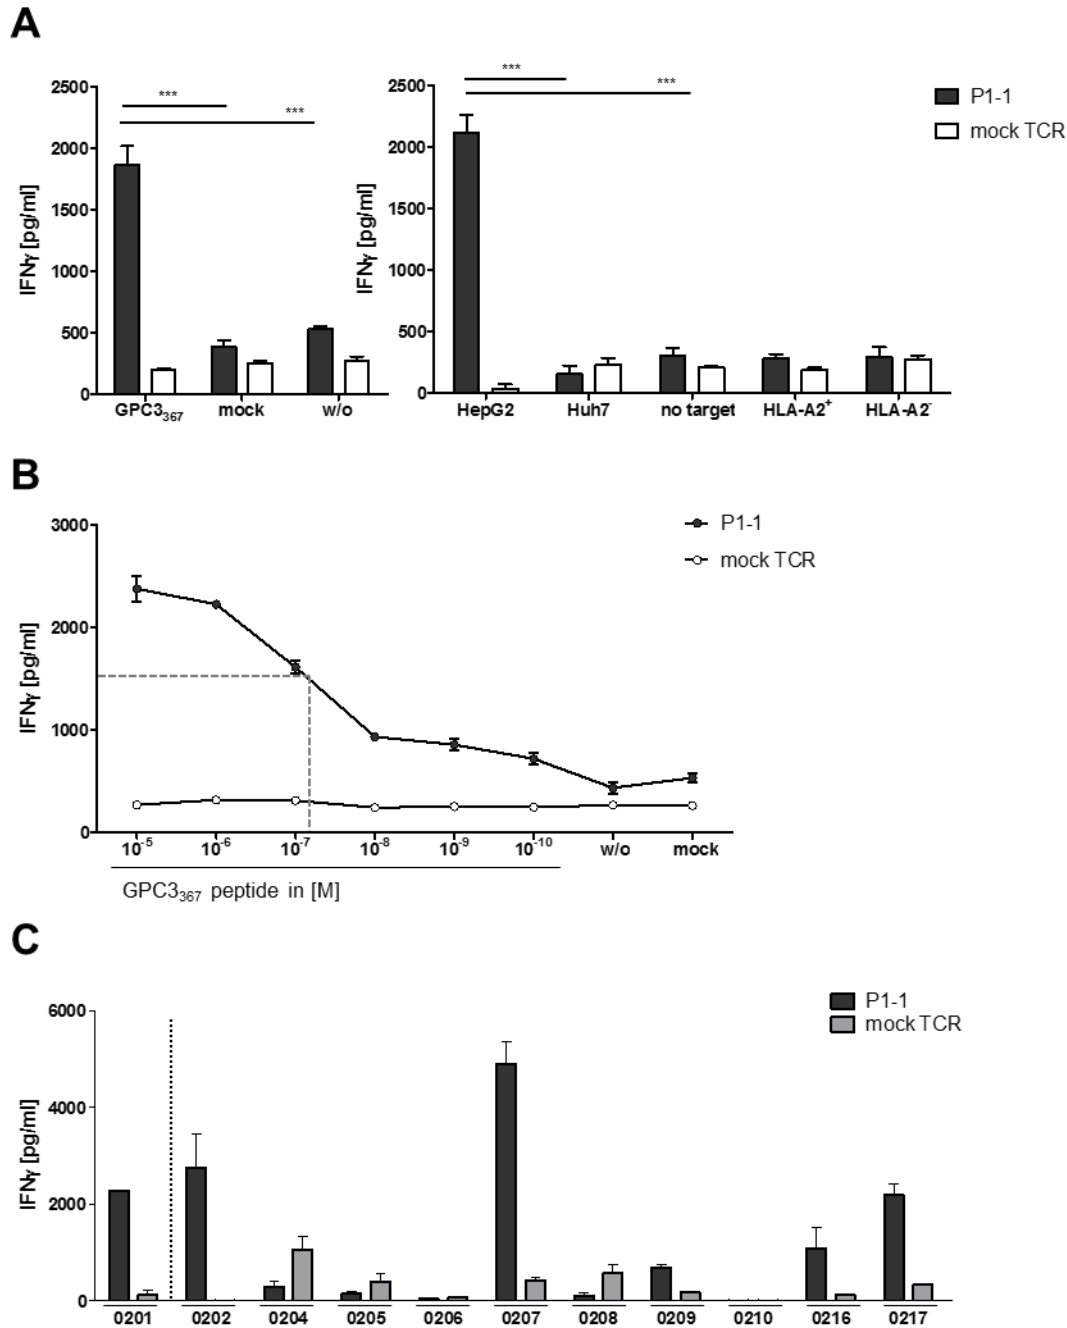 A
IFNγ [pg/ml]
2500
2000
1500
1000
500
0
***
***
GPC3367 mock w/o
IFNγ [pg/ml]
2500
2000
1500
1000
500
0
***
***
HepG2 Huh7 no target HLA-A2+ HLA-A2-
P1-1
mock TCR
B
IFNγ [pg/ml]
3000
2000
1000
0
10-5 10-6 10-7 10-8 10-9 10-10 w/o mock
GPC3367 peptide in [M]
P1-1
mock TCR
C
IFNγ [pg/ml]
6000
4000
2000
0
0201 0202 0204 0205 0206 0207 0208 0209 0210 0216 0217
P1-1
mock TCR